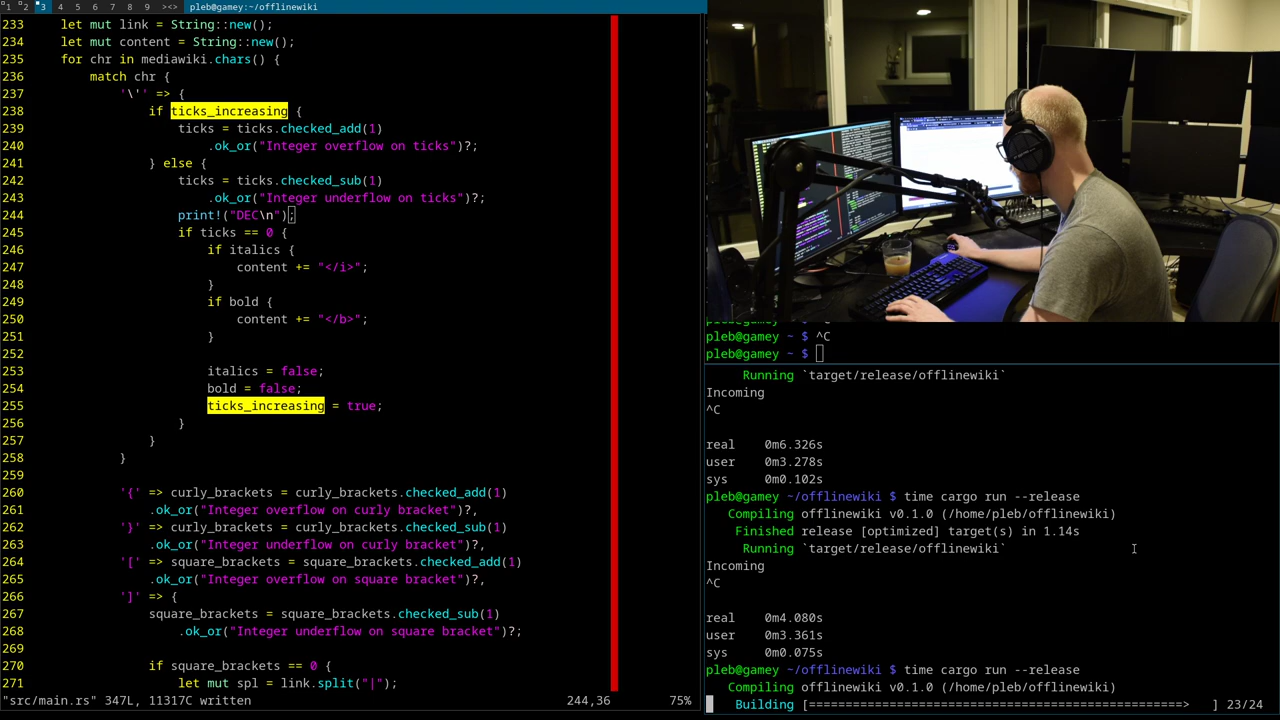 1 2 3 4 5 6 7 8 9 ><> pleb@gamey:~/offlinewiki
233     let mut link = String::new();
234     let mut content = String::new();
235     for chr in mediawiki.chars() {
236         match chr {
237             '\'' => {
238                 if ticks_increasing {
239                     ticks = ticks.checked_add(1)
240                         .ok_or("Integer overflow on ticks")?;
241                 } else {
242                     ticks = ticks.checked_sub(1)
243                         .ok_or("Integer underflow on ticks")?;
244                     print!("DEC\n");
245                     if ticks == 0 {
246                         if italics {
247                             content += "</i>";
248                         }
249                         if bold {
250                             content += "</b>";
251                         }
252
253                         italics = false;
254                         bold = false;
255                         ticks_increasing = true;
256                     }
257                 }
258             }
259
260             '{' => curly_brackets = curly_brackets.checked_add(1)
261                 .ok_or("Integer overflow on curly bracket")?,
262             '}' => curly_brackets = curly_brackets.checked_sub(1)
263                 .ok_or("Integer underflow on curly bracket")?,
264             '[' => square_brackets = square_brackets.checked_add(1)
265                 .ok_or("Integer overflow on square bracket")?,
266             ']' => {
267                 square_brackets = square_brackets.checked_sub(1)
268                     .ok_or("Integer underflow on square bracket")?;
269
270                 if square_brackets == 0 {
271                     let mut spl = link.split("|");
"src/main.rs" 347L, 11317C written 244,36 75%
pleb@gamey ~ $ ^C
pleb@gamey ~ $
Running `target/release/offlinewiki`
Incoming
^C
real 0m6.326s
user 0m3.278s
sys 0m0.102s
pleb@gamey ~/offlinewiki $ time cargo run --release
Compiling offlinewiki v0.1.0 (/home/pleb/offlinewiki)
Finished release [optimized] target(s) in 1.14s
Running `target/release/offlinewiki`
Incoming
^C
real 0m4.080s
user 0m3.361s
sys 0m0.075s
pleb@gamey ~/offlinewiki $ time cargo run --release
Compiling offlinewiki v0.1.0 (/home/pleb/offlinewiki)
Building [====================================================> ] 23/24